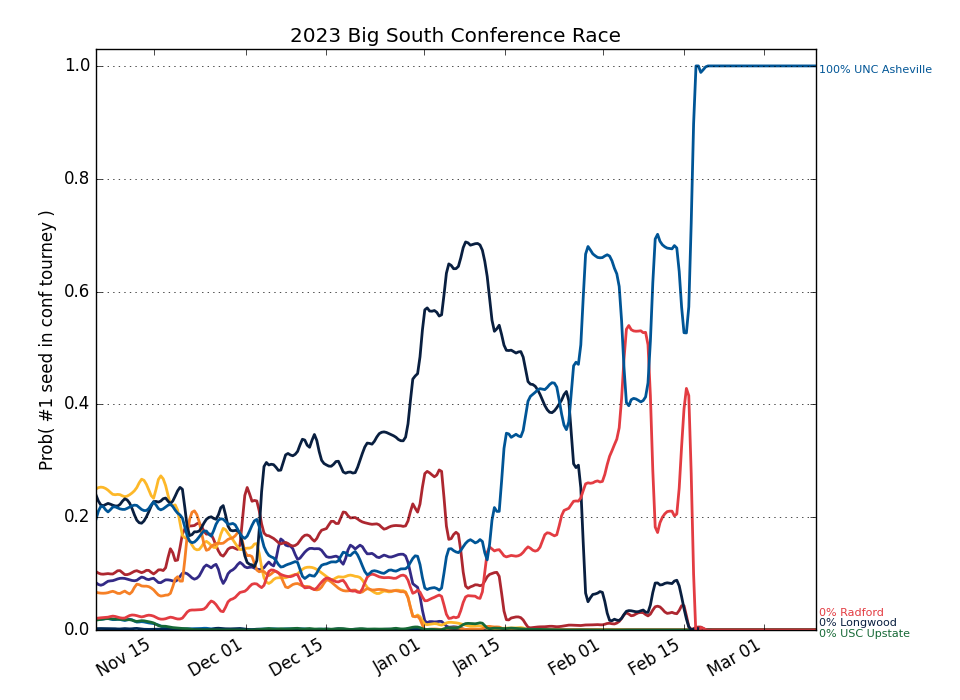 2023 Big South Conference Race
Prob( #1 seed in conf tourney )
1.0
0.8
0.6
0.4
0.2
0.0
Nov 15
Dec 01
Dec 15
Jan 01
Jan 15
Feb 01
Feb 15
Mar 01
100% UNC Asheville
0% Radford
0% Longwood
0% USC Upstate